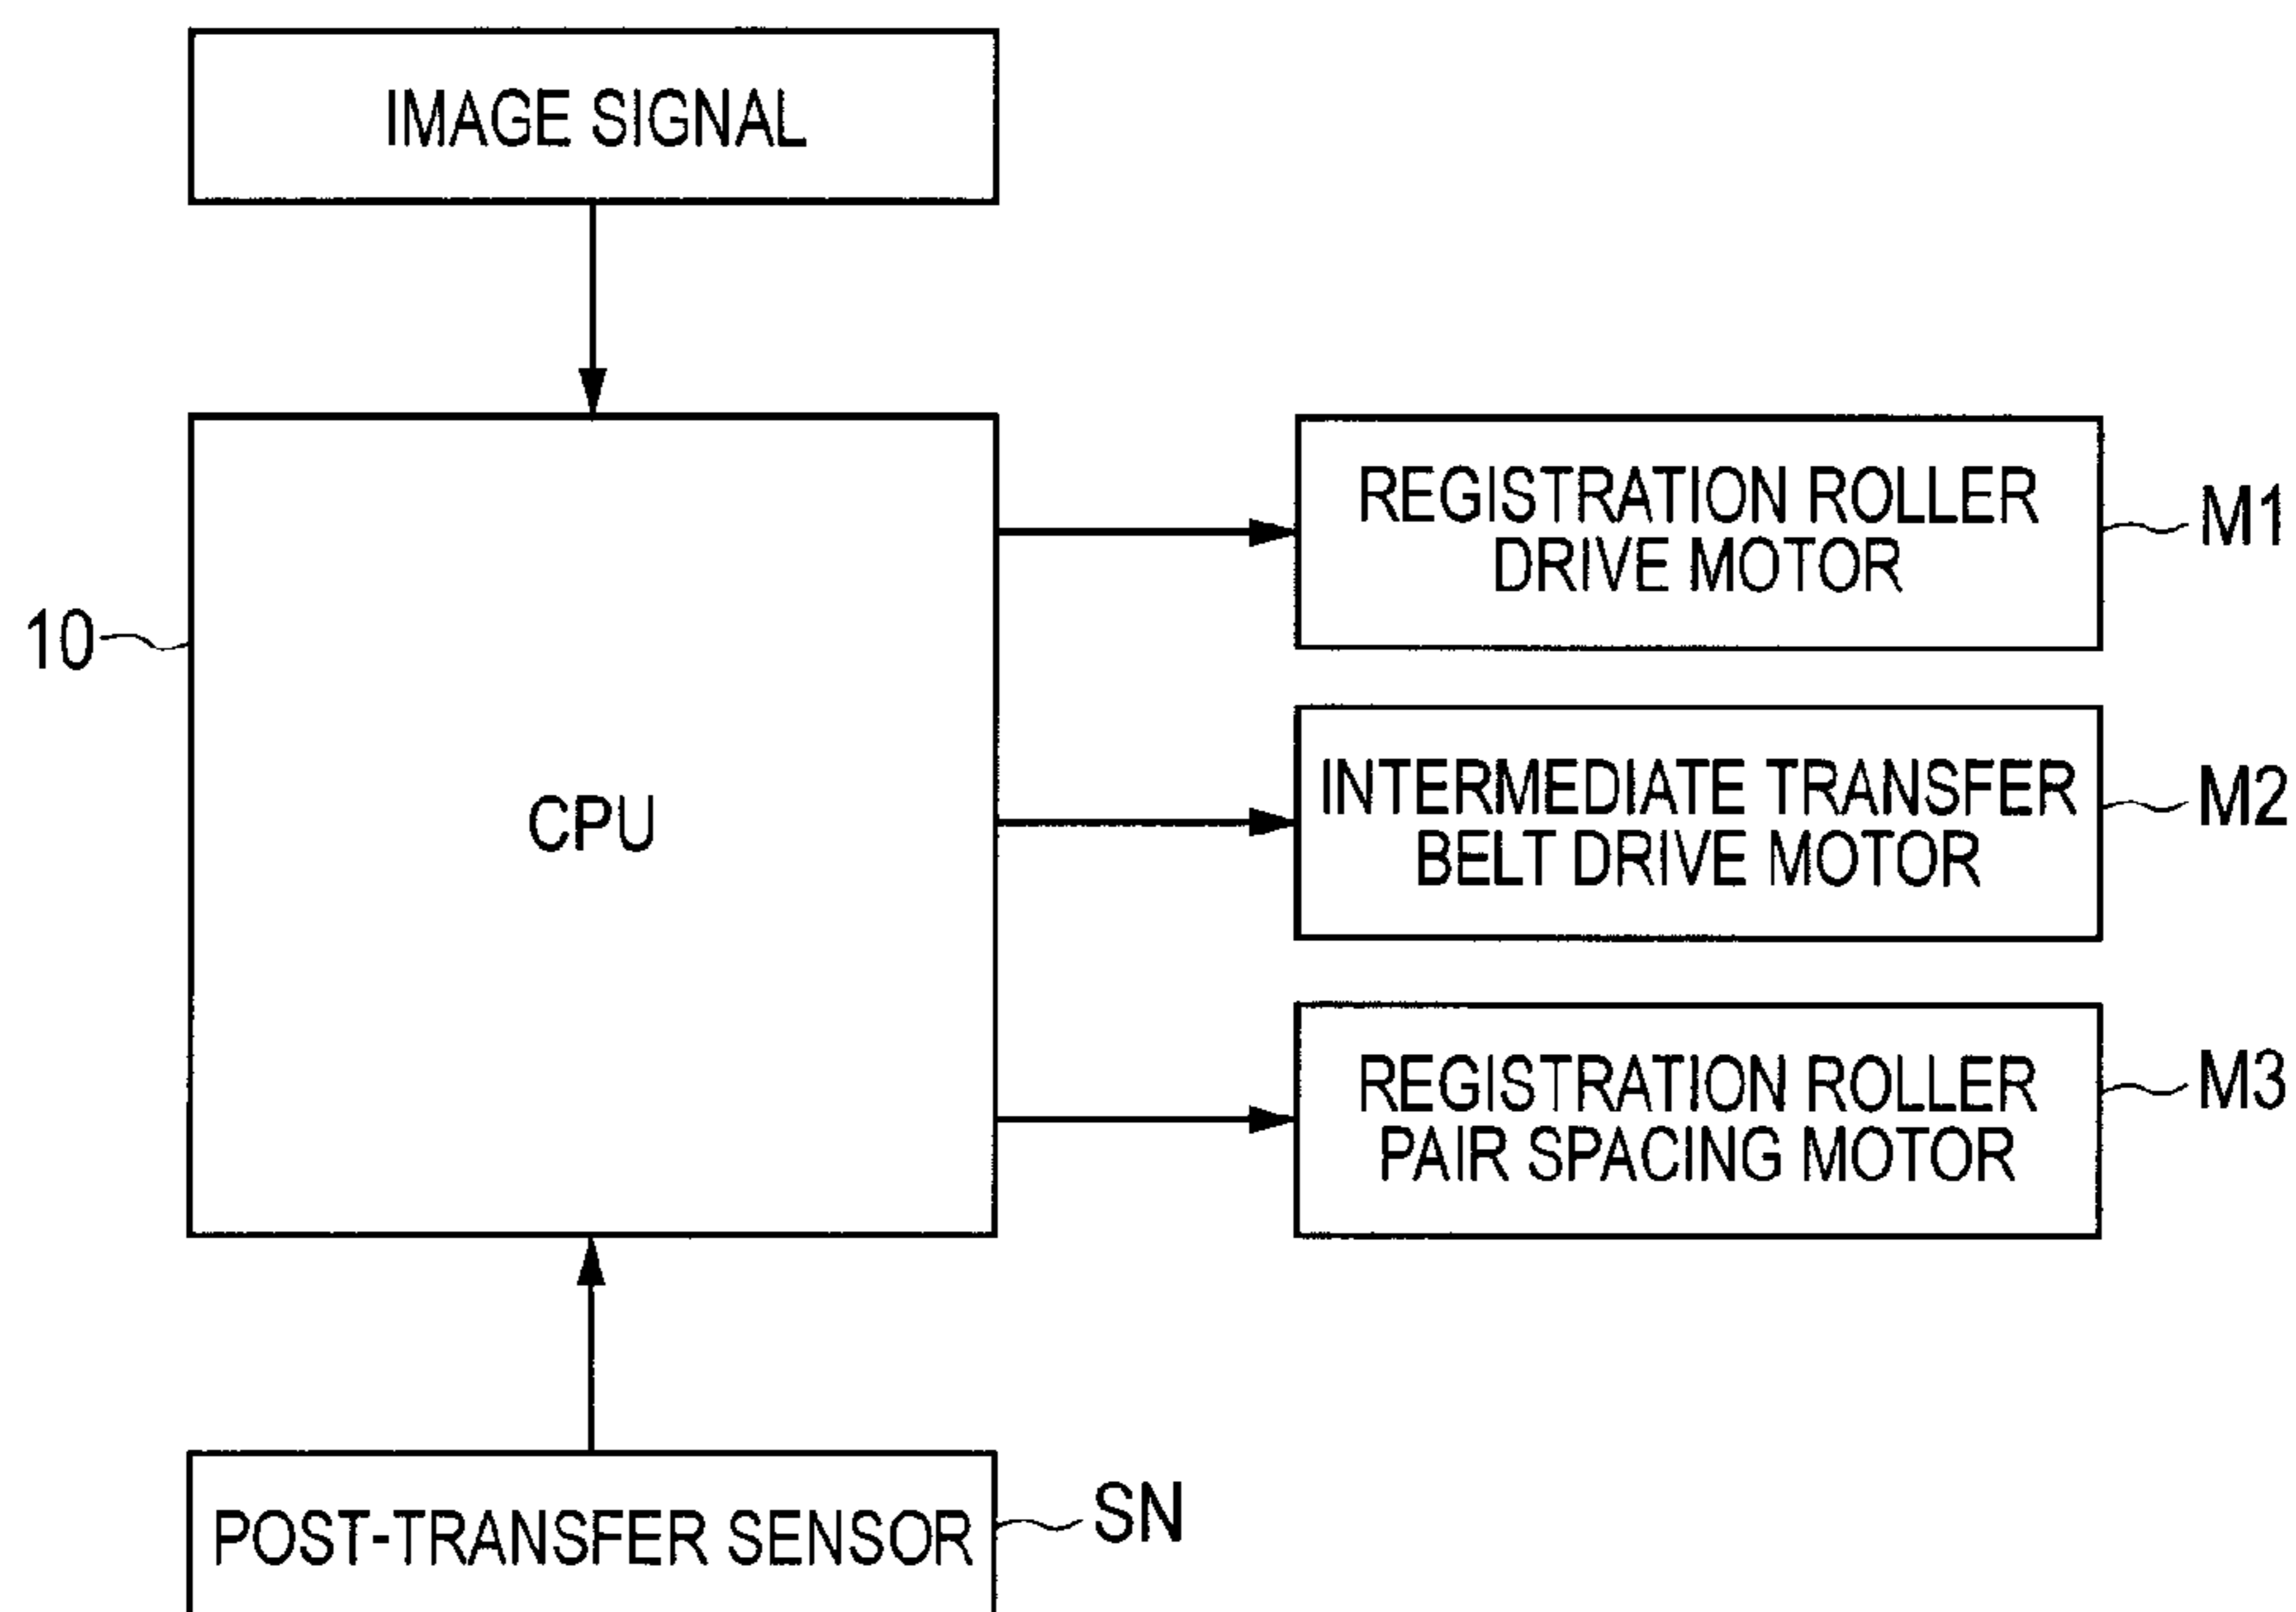 IMAGE SIGNAL
10
CPU
REGISTRATION ROLLER
DRIVE MOTOR
M1
INTERMEDIATE TRANSFER
BELT DRIVE MOTOR
M2
REGISTRATION ROLLER
PAIR SPACING MOTOR
M3
POST-TRANSFER SENSOR
SN